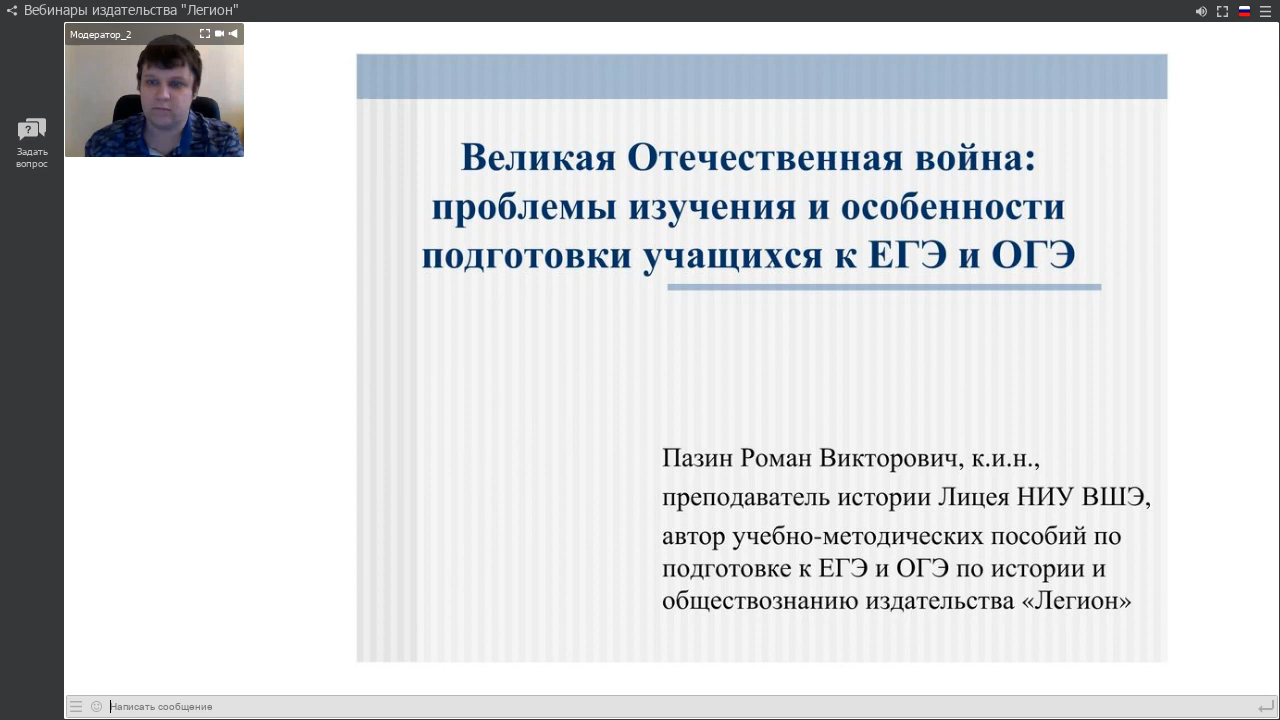 Вебинары издательства "Легион"
Модератор_2
Задать
вопрос
Великая Отечественная война:
проблемы изучения и особенности
подготовки учащихся к ЕГЭ и ОГЭ
Пазин Роман Викторович, к.и.н.,
преподаватель истории Лицея НИУ ВШЭ,
автор учебно-методических пособий по
подготовке к ЕГЭ и ОГЭ по истории и
обществознанию издательства «Легион»
Написать сообщение